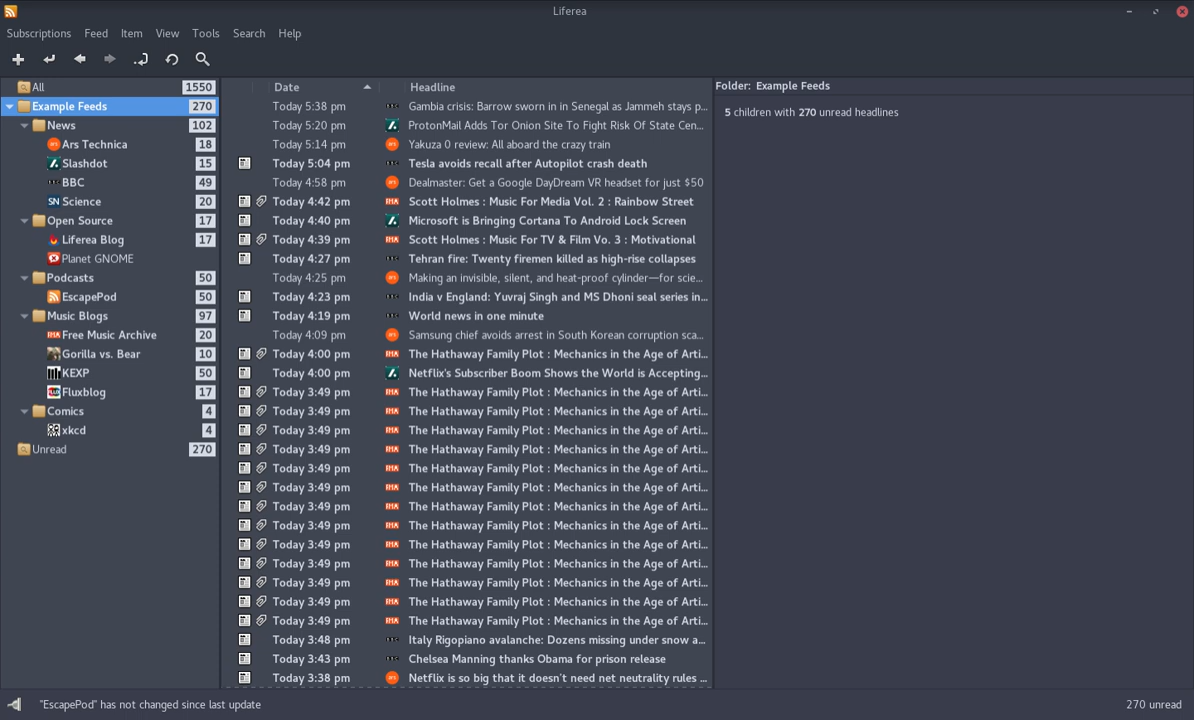 Liferea
Subscriptions Feed Item View Tools Search Help
All 1550
Example Feeds 270
News 102
Ars Technica 18
Slashdot 15
BBC 49
SN Science 20
Open Source 17
Liferea Blog 17
Planet GNOME
Podcasts 50
EscapePod 50
Music Blogs 97
Free Music Archive 20
Gorilla vs. Bear 10
KEXP 50
Fluxblog 17
Comics 4
xkcd 4
Unread 270
Date Headline
Today 5:38 pm Gambia crisis: Barrow sworn in in Senegal as Jammeh stays p...
Today 5:20 pm ProtonMail Adds Tor Onion Site To Fight Risk Of State Cen...
Today 5:14 pm Yakuza 0 review: All aboard the crazy train
Today 5:04 pm Tesla avoids recall after Autopilot crash death
Today 4:58 pm Dealmaster: Get a Google DayDream VR headset for just $50
Today 4:42 pm Scott Holmes : Music For Media Vol. 2 : Rainbow Street
Today 4:40 pm Microsoft is Bringing Cortana To Android Lock Screen
Today 4:39 pm Scott Holmes : Music For TV & Film Vo. 3 : Motivational
Today 4:27 pm Tehran fire: Twenty firemen killed as high-rise collapses
Today 4:25 pm Making an invisible, silent, and heat-proof cylinder—for scie...
Today 4:23 pm India v England: Yuvraj Singh and MS Dhoni seal series in...
Today 4:19 pm World news in one minute
Today 4:09 pm Samsung chief avoids arrest in South Korean corruption sca...
Today 4:00 pm The Hathaway Family Plot : Mechanics in the Age of Arti...
Today 4:00 pm Netflix's Subscriber Boom Shows the World is Accepting...
Today 3:49 pm The Hathaway Family Plot : Mechanics in the Age of Arti...
Today 3:49 pm The Hathaway Family Plot : Mechanics in the Age of Arti...
Today 3:49 pm The Hathaway Family Plot : Mechanics in the Age of Arti...
Today 3:49 pm The Hathaway Family Plot : Mechanics in the Age of Arti...
Today 3:49 pm The Hathaway Family Plot : Mechanics in the Age of Arti...
Today 3:49 pm The Hathaway Family Plot : Mechanics in the Age of Arti...
Today 3:49 pm The Hathaway Family Plot : Mechanics in the Age of Arti...
Today 3:49 pm The Hathaway Family Plot : Mechanics in the Age of Arti...
Today 3:49 pm The Hathaway Family Plot : Mechanics in the Age of Arti...
Today 3:49 pm The Hathaway Family Plot : Mechanics in the Age of Arti...
Today 3:49 pm The Hathaway Family Plot : Mechanics in the Age of Arti...
Today 3:49 pm The Hathaway Family Plot : Mechanics in the Age of Arti...
Today 3:49 pm The Hathaway Family Plot : Mechanics in the Age of Arti...
Today 3:48 pm Italy Rigopiano avalanche: Dozens missing under snow a...
Today 3:43 pm Chelsea Manning thanks Obama for prison release
Today 3:38 pm Netflix is so big that it doesn't need net neutrality rules ...
Folder: Example Feeds
5 children with 270 unread headlines
"EscapePod" has not changed since last update
270 unread